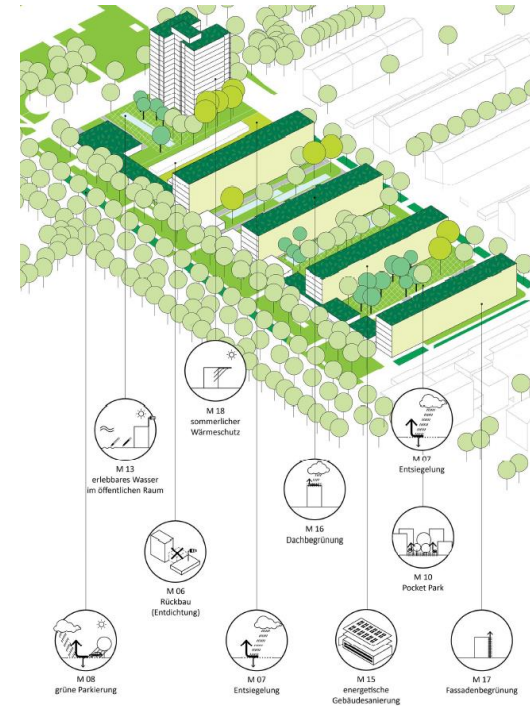 M 18
sommerlicher
Wärmeschutz
M 07
Entsiegelung
M 13
erlebbares Wasser
im öffentlichen Raum
M 16
Dachbegrünung
M 06
Rückbau
(Entdichtung)
M 10
Pocket Park
M 08
grüne Parkierung
M 07
Entsiegelung
M 15
energetische
Gebäudesanierung
M 17
Fassadenbegrünung